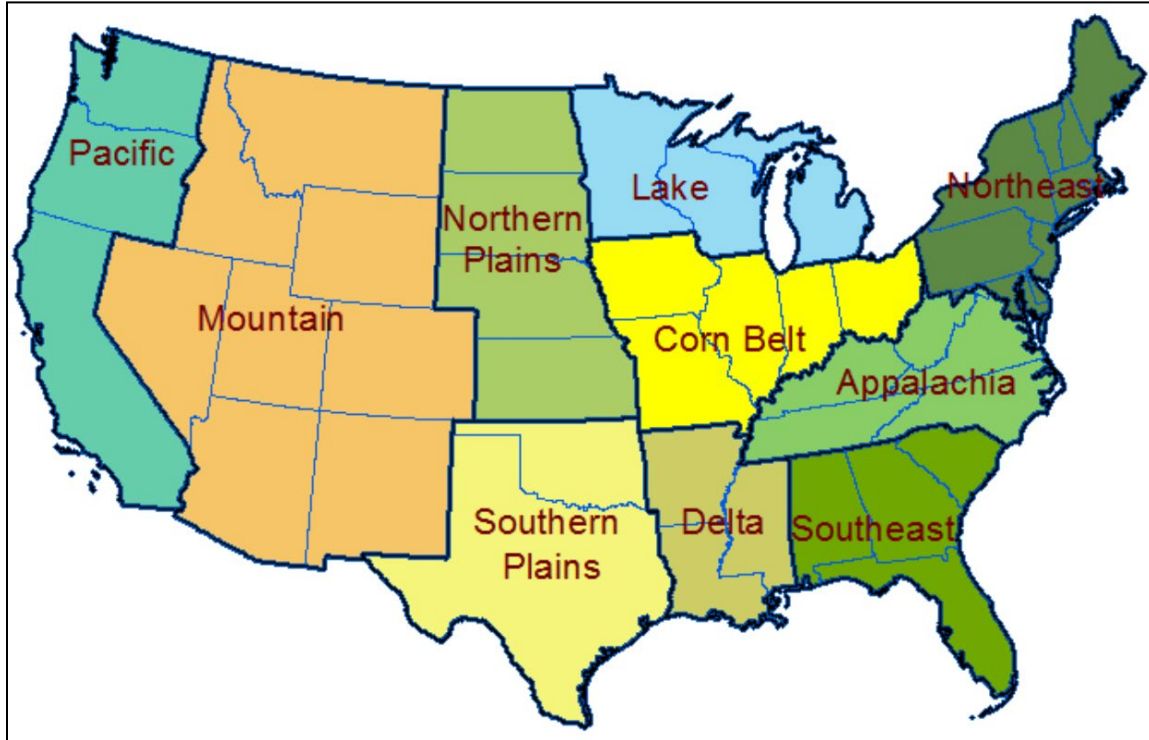 Pacific
Lake
Northeast
Northern
Plains
Mountain
Corn Belt
Appalachia
Southern
Plains
Delta
Southeast